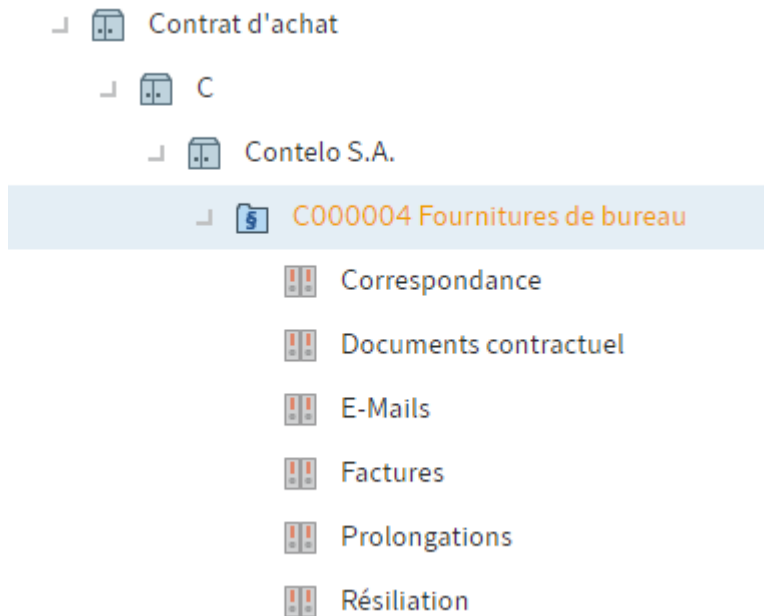 Contrat d'achat
C
Contelo S.A.
C000004 Fournitures de bureau
Correspondance
Documents contractuel
E-Mails
Factures
Prolongations
Résiliation